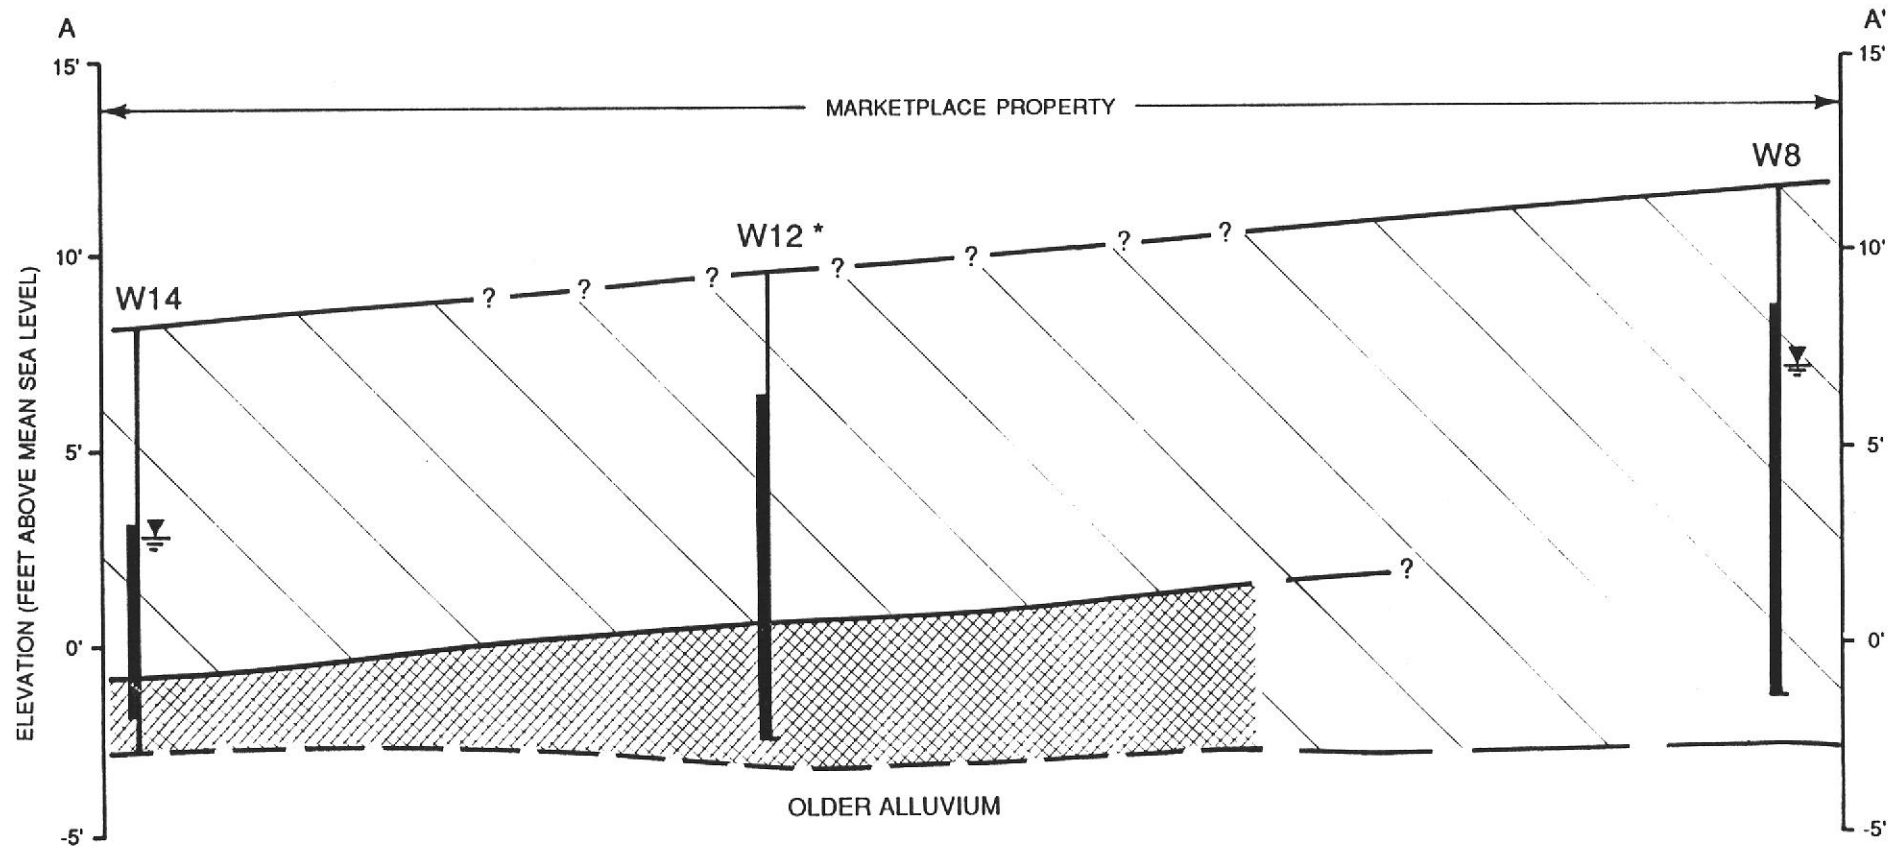 A
A'
15'
15'
MARKETPLACE PROPERTY
W8
W12 *
10'
10'
? ? ? ? ? ? ?
W14
5'
5'
?
0'
0'
OLDER ALLUVIUM
-5'
-5'
ELEVATION (FEET ABOVE MEAN SEA LEVEL)